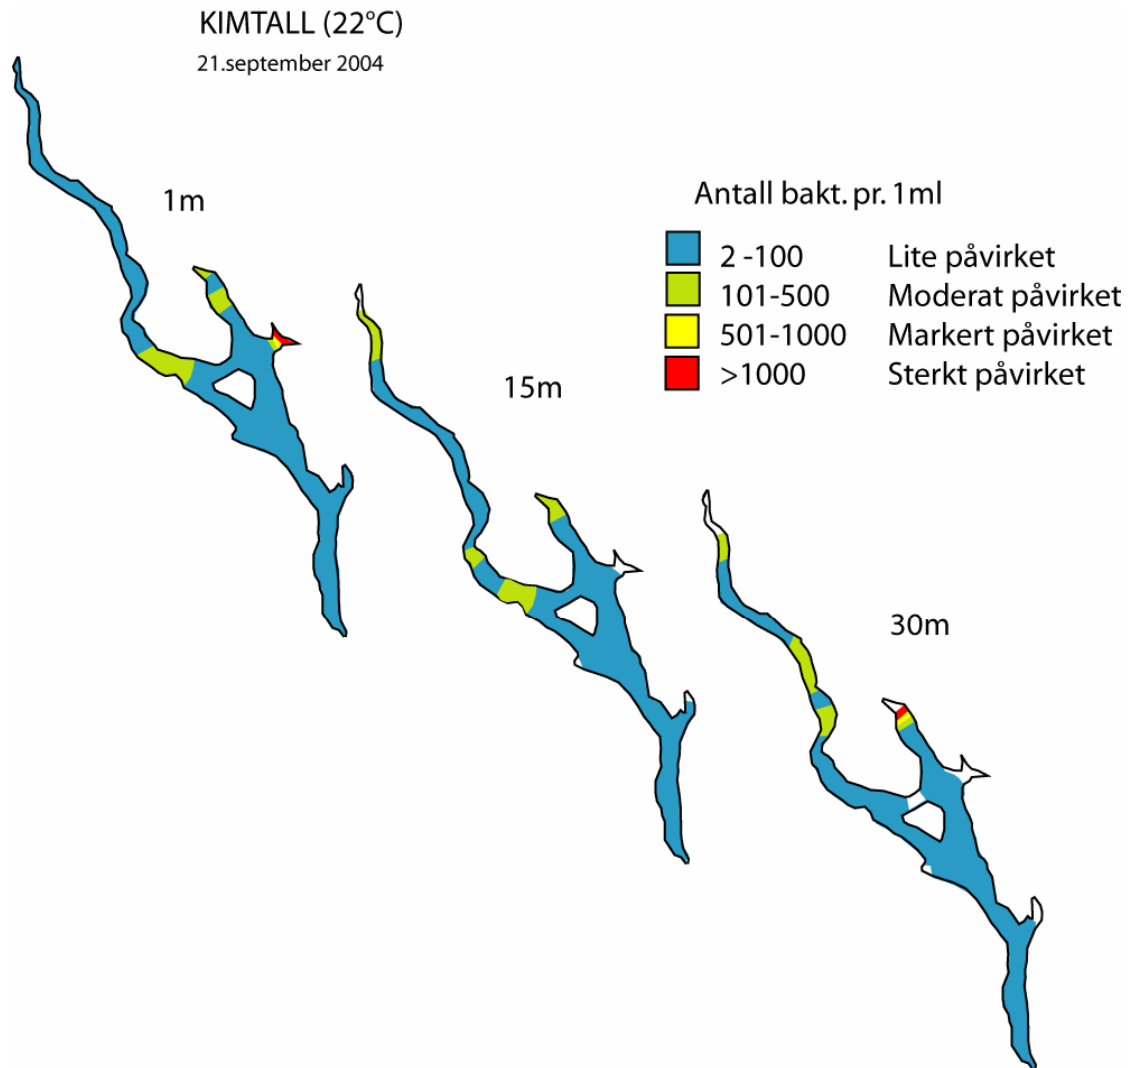 KIMTALL (22°C)
21.september 2004
1m
15m
30m
Antall bakt. pr. 1ml
2 -100 Lite påvirket
101-500 Moderat påvirket
501-1000 Markert påvirket
>1000 Sterkt påvirket